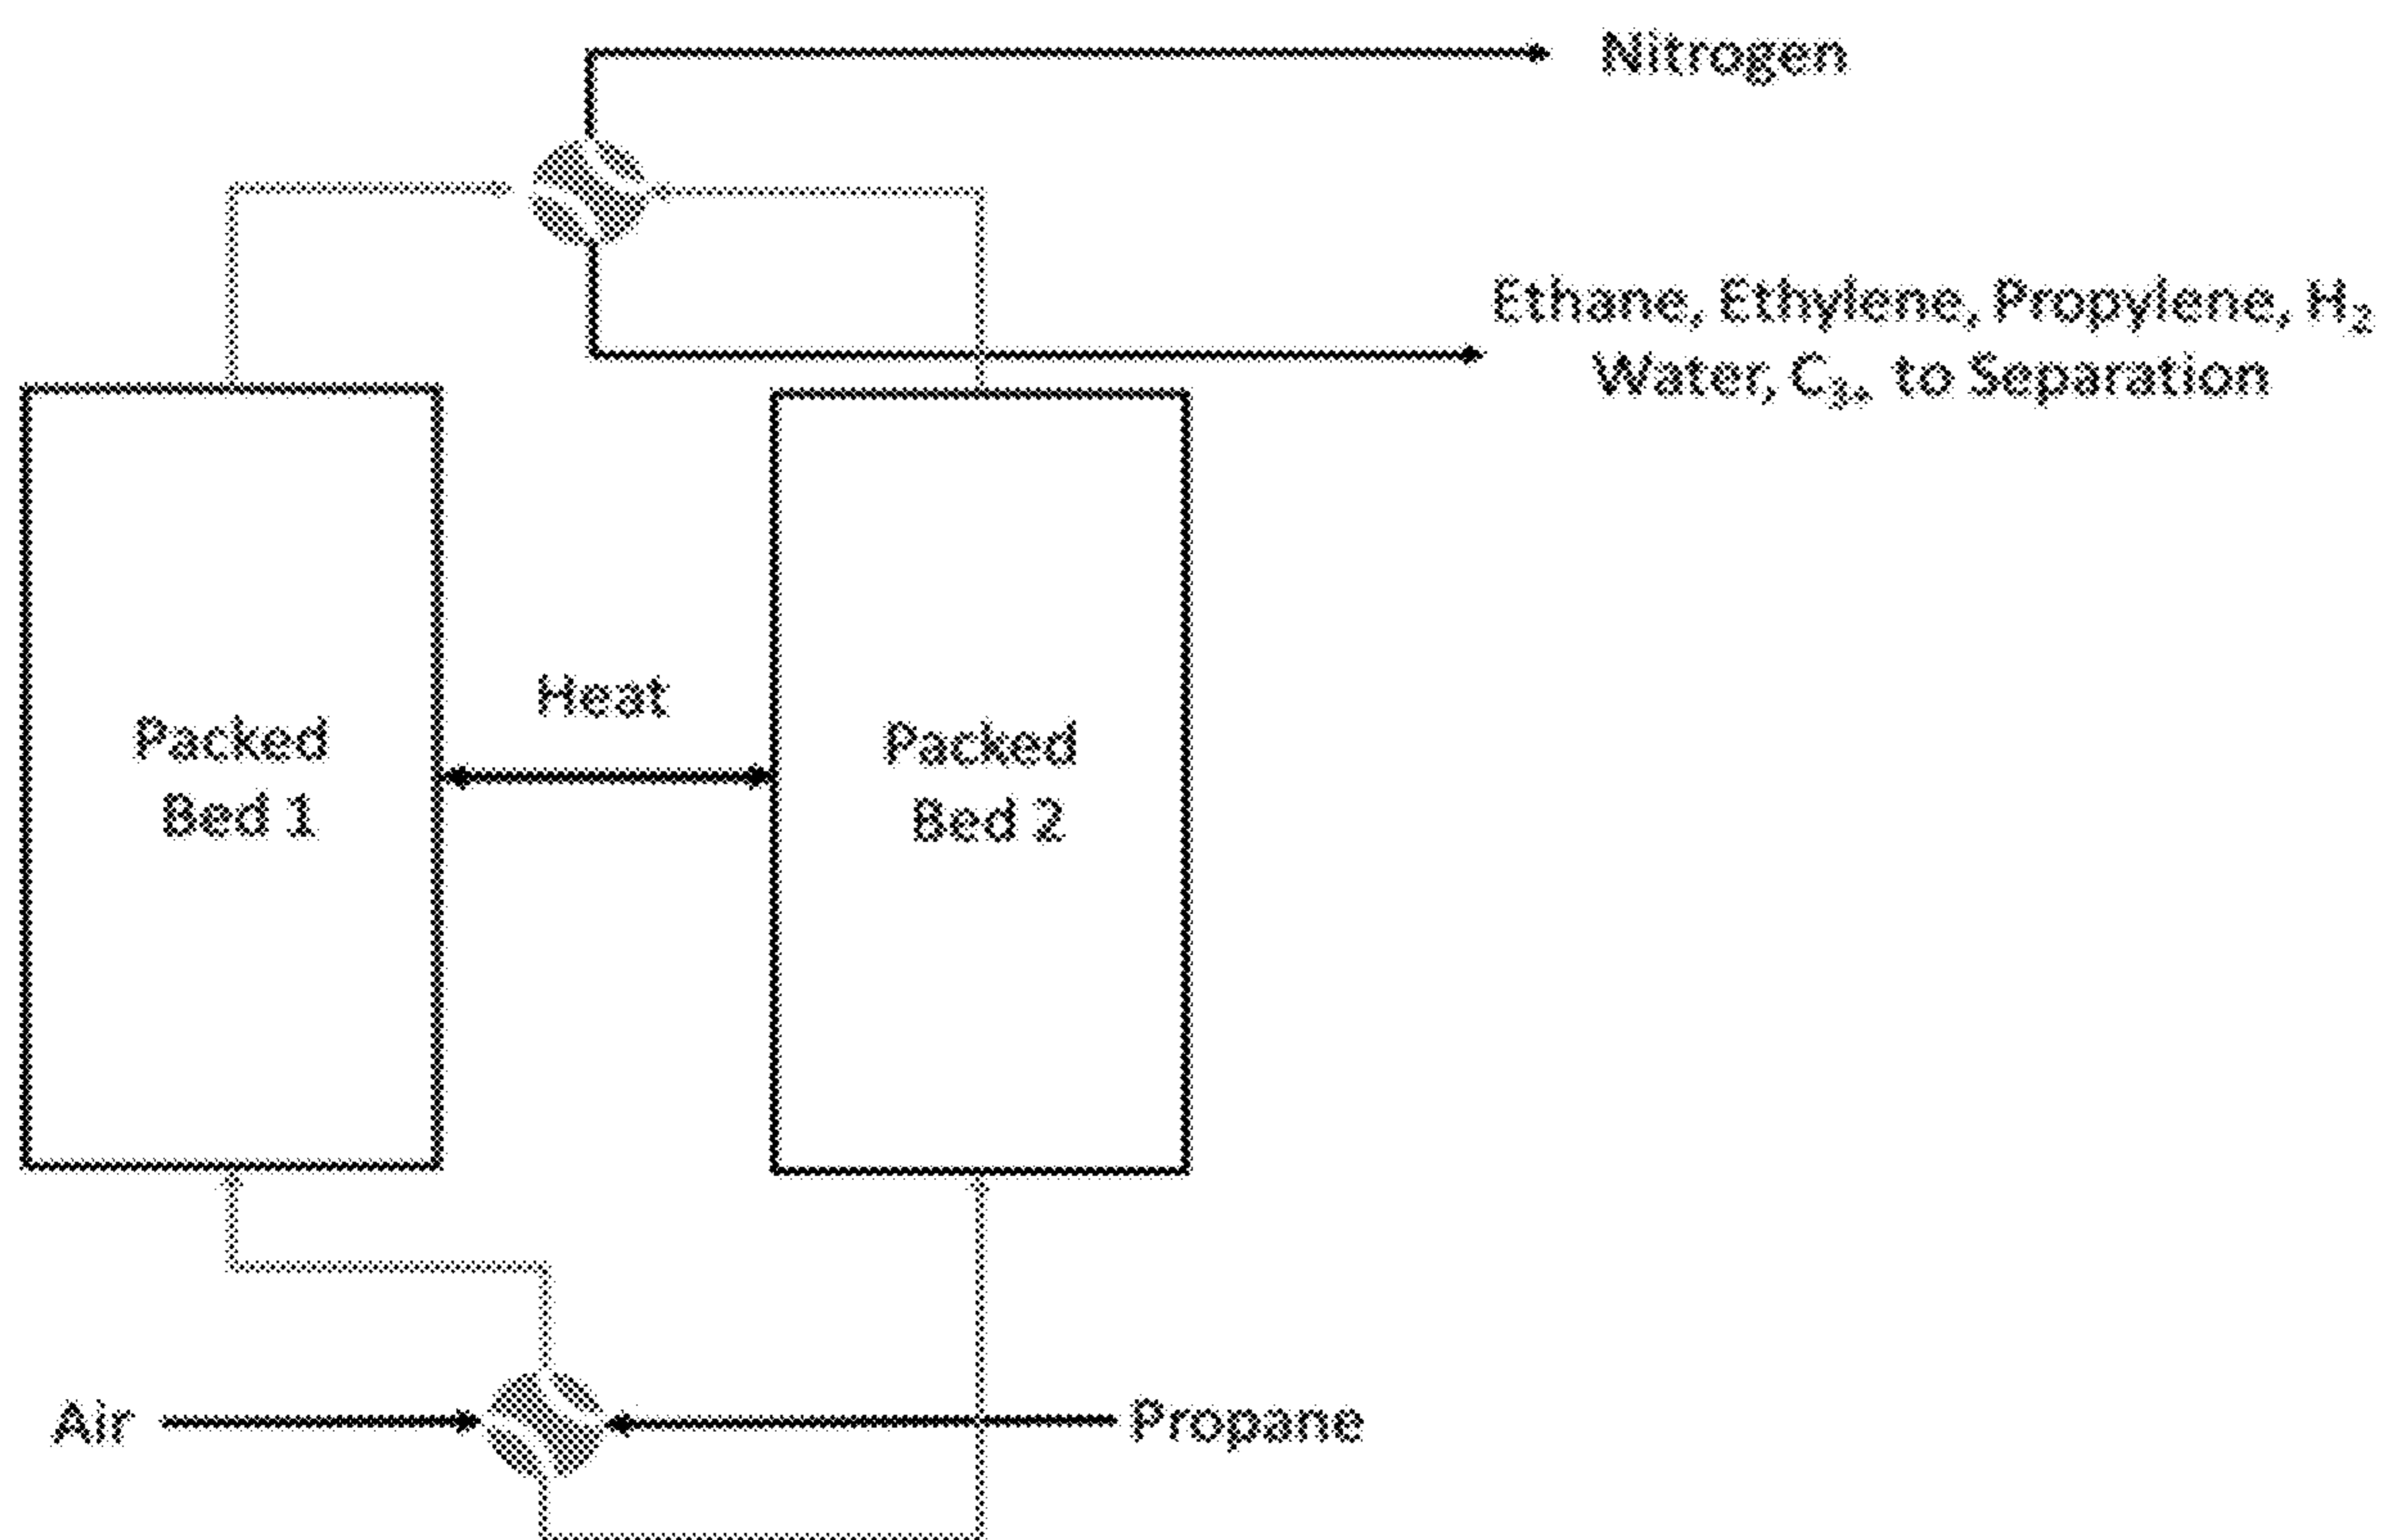 Nitrogen
Ethane, Ethylene, Propylene, H₂
Water, C₃₊ to Separation
Heat
Packed
Bed 1
Packed
Bed 2
Air
Propane